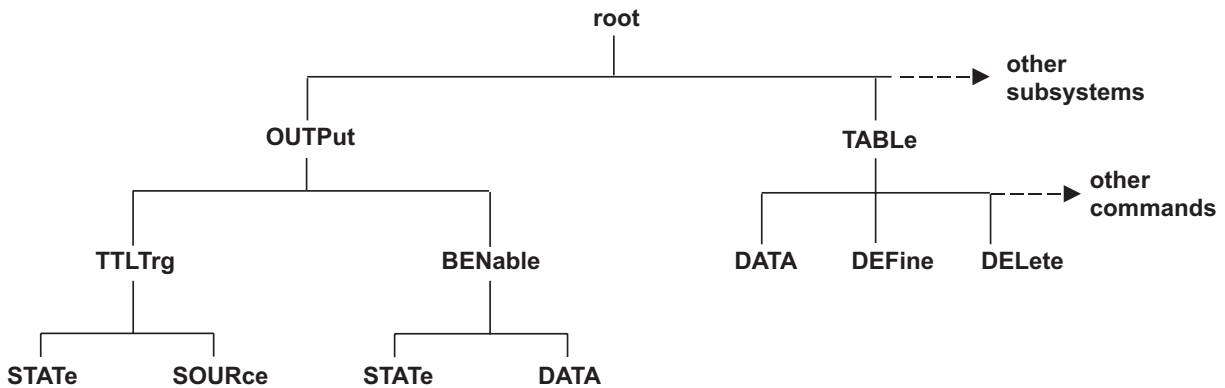 root
other
subsystems
OUTPut
TABLe
other
commands
TTLTrg
BENable
DATA
DEFine
DELete
STATe
SOURce
STATe
DATA